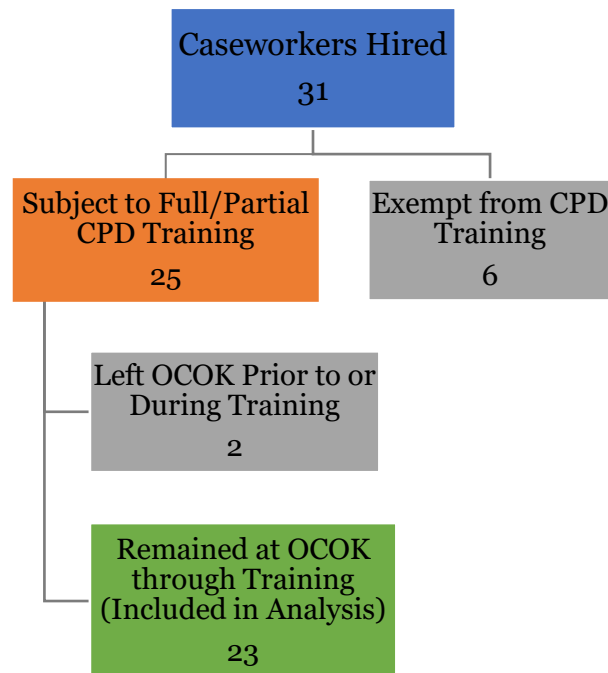 Caseworkers Hired
31
Subject to Full/Partial
CPD Training
25
Exempt from CPD
Training
6
Left OCOK Prior to or
During Training
2
Remained at OCOK
through Training
(Included in Analysis)
23